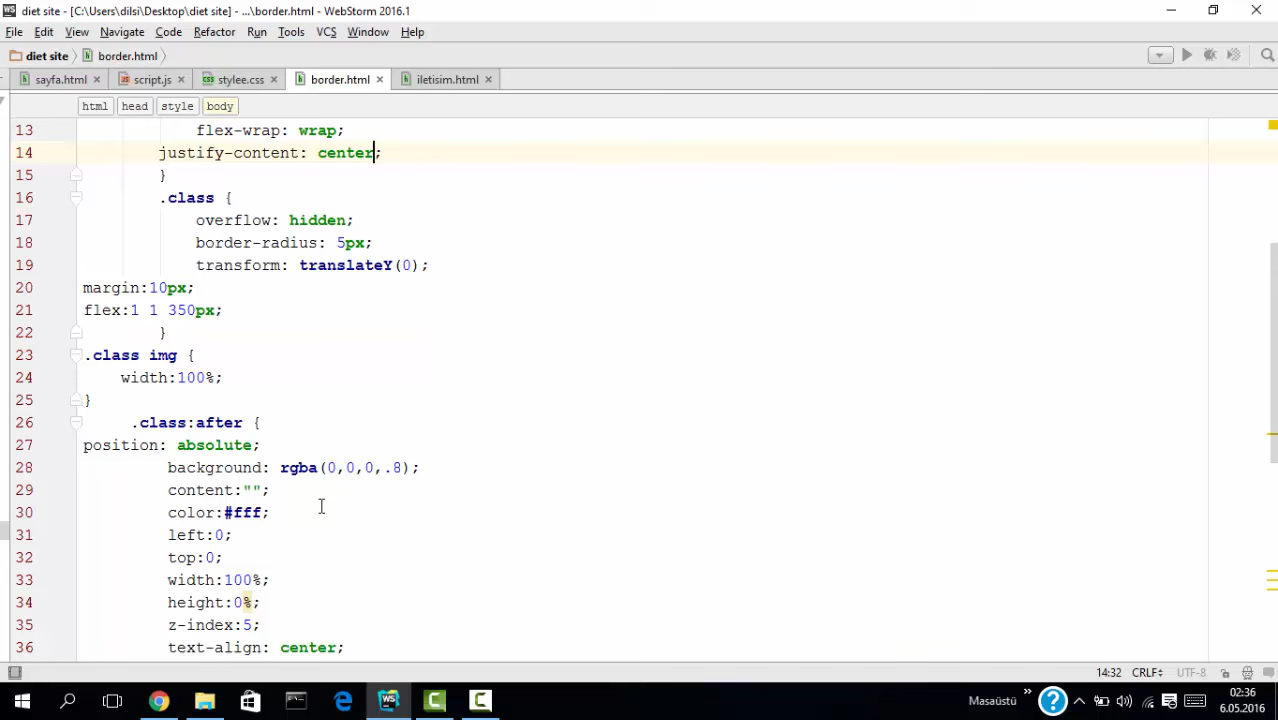 diet site - [C:\Users\dilsi\Desktop\diet site] - ...\border.html - WebStorm 2016.1
File Edit View Navigate Code Refactor Run Tools VCS Window Help
diet site border.html
sayfa.html script.js stylee.css border.html iletisim.html
html head style body
13 flex-wrap: wrap;
14 justify-content: center;
15 }
16 .class {
17 overflow: hidden;
18 border-radius: 5px;
19 transform: translateY(0);
20 margin:10px;
21 flex:1 1 350px;
22 }
23 .class img {
24 width:100%;
25 }
26 .class:after {
27 position: absolute;
28 background: rgba(0,0,0,.8);
29 content:"";
30 color:#fff;
31 left:0;
32 top:0;
33 width:100%;
34 height:0%;
35 z-index:5;
36 text-align: center;
14:32 CRLF UTF-8
Masaüstü
02:36
6.05.2016